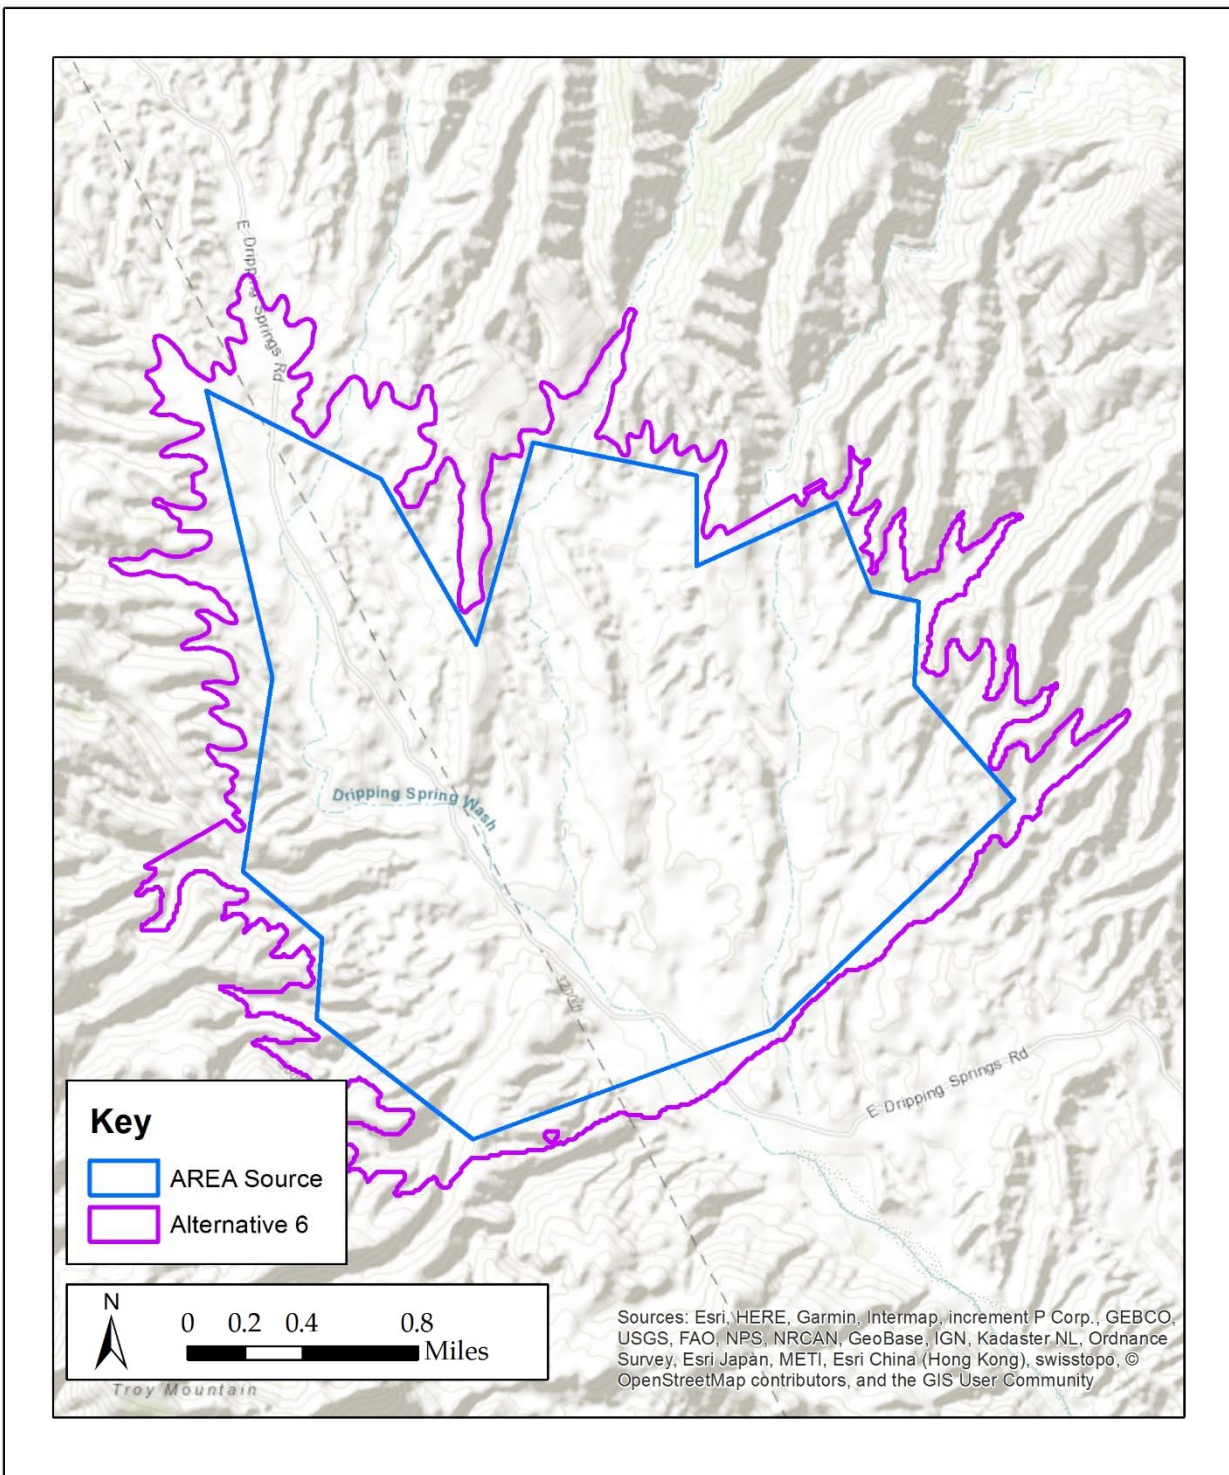 E Dripping Springs Rd
Dripping Spring Wash
E Dripping Springs Rd
Key
AREA Source
Alternative 6
N
0 0.2 0.4 0.8
Miles
Troy Mountain
Sources: Esri, HERE, Garmin, Intermap, increment P Corp., GEBCO,
USGS, FAO, NPS, NRCAN, GeoBase, IGN, Kadaster NL, Ordnance
Survey, Esri Japan, METI, Esri China (Hong Kong), swisstopo, ©
OpenStreetMap contributors, and the GIS User Community